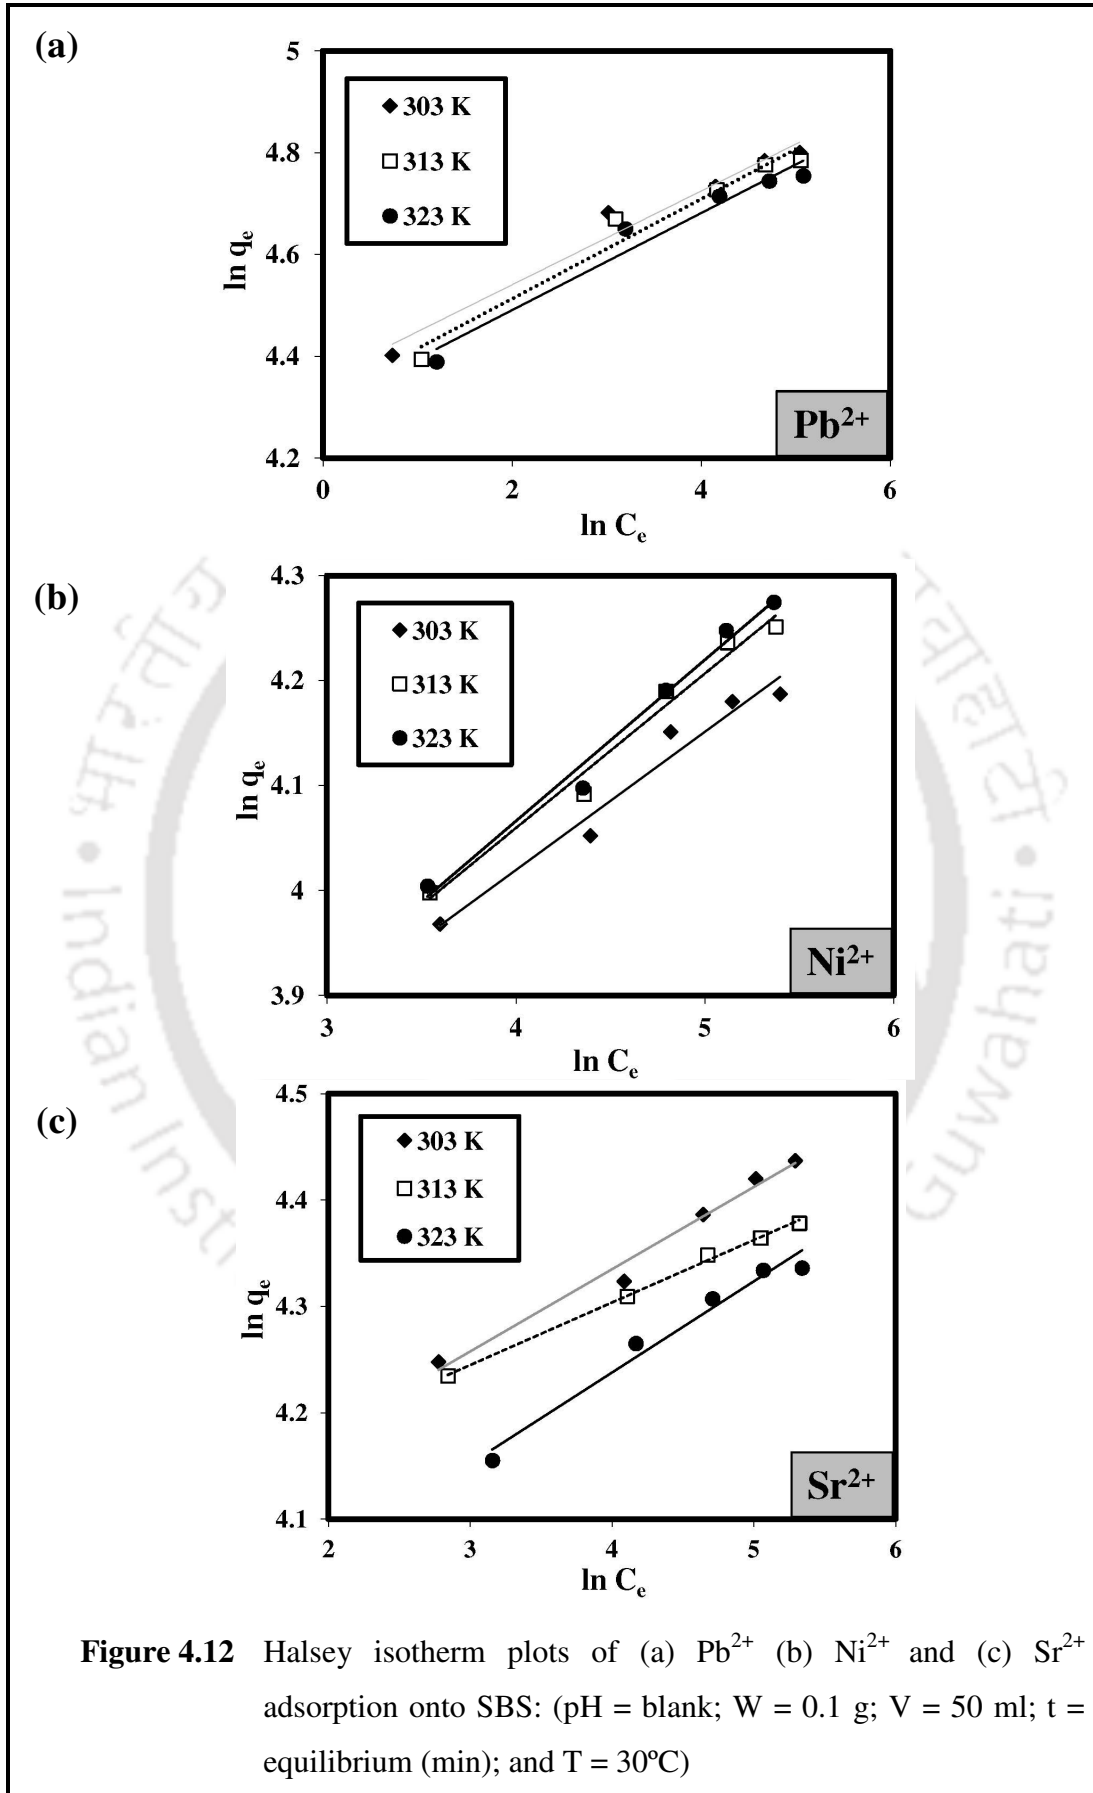 (a)
5
4.8
4.6
4.4
4.2
ln qe
303 K
313 K
323 K
Pb2+
0 2 4 6
ln Ce
(b)
4.3
4.2
4.1
4
3.9
ln qe
303 K
313 K
323 K
Ni2+
3 4 5 6
ln Ce
(c)
4.5
4.4
4.3
4.2
4.1
ln qe
303 K
313 K
323 K
Sr2+
2 3 4 5 6
ln Ce
Figure 4.12 Halsey isotherm plots of (a) Pb2+ (b) Ni2+ and (c) Sr2+
adsorption onto SBS: (pH = blank; W = 0.1 g; V = 50 ml; t =
equilibrium (min); and T = 30ºC)
Indian Insti
Guwahati